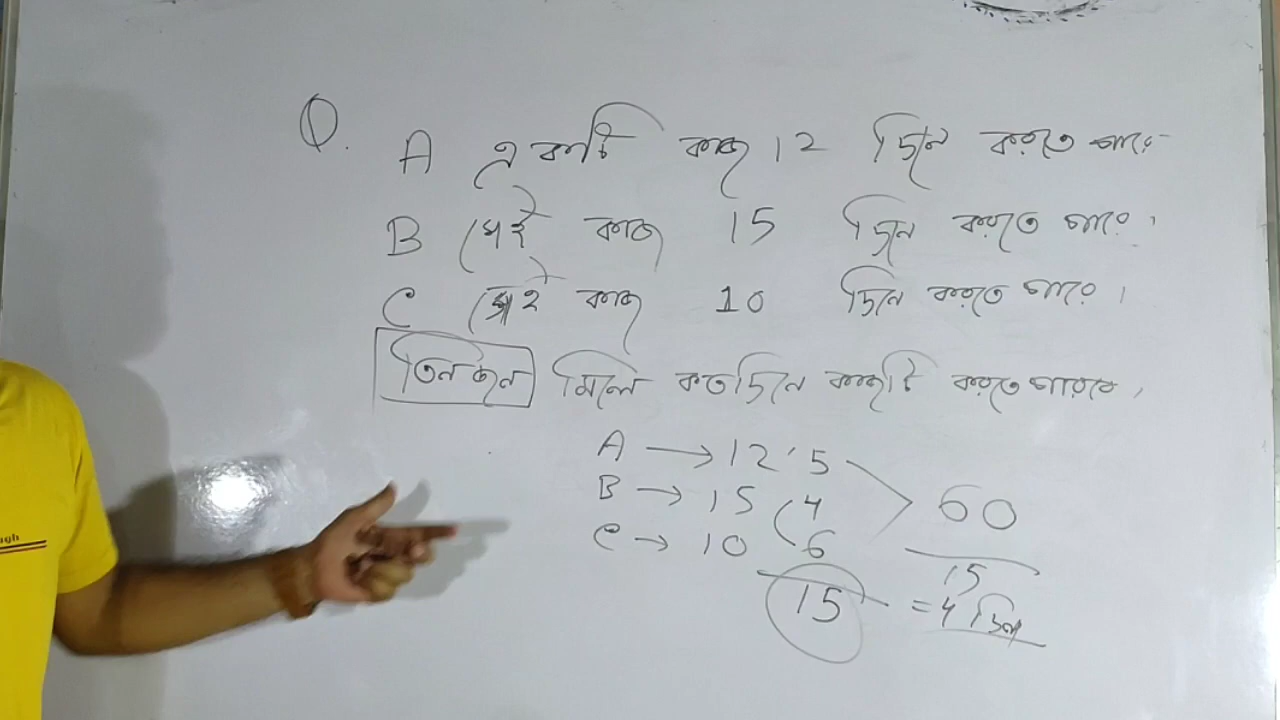 Q.
A একটি কাজ 12 দিনে করতে পারে
B সেই কাজ 15 দিনে করতে পারে।
C সেই কাজ 10 দিনে করতে পারে।
তিনজন মিলে কতদিনে কাজটি করতে পারবে,
A → 12 5
B → 15 4 60
C → 10 6 15
15 = 4 দিন